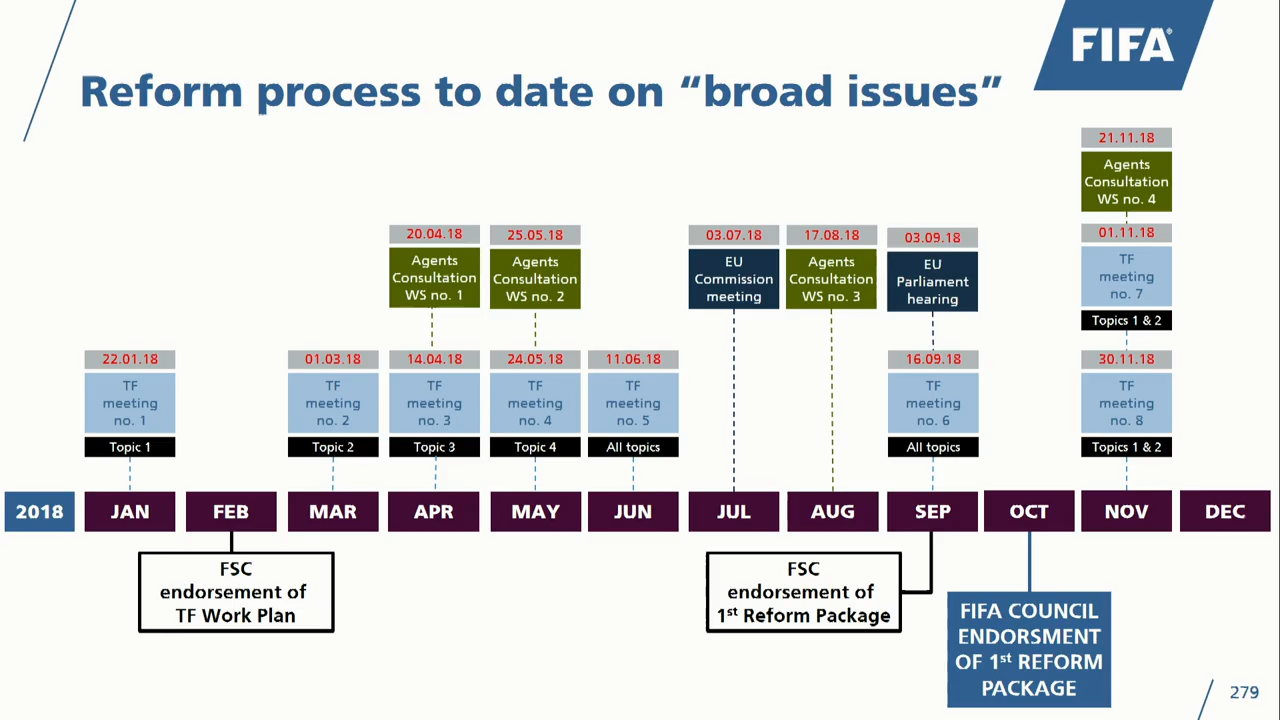 FIFA®
Reform process to date on “broad issues”
21.11.18
Agents
Consultation
WS no. 4
20.04.18
Agents
Consultation
WS no. 1
25.05.18
Agents
Consultation
WS no. 2
03.07.18
EU
Commission
meeting
17.08.18
Agents
Consultation
WS no. 3
03.09.18
EU
Parliament
hearing
01.11.18
TF
meeting
no. 7
Topics 1 & 2
22.01.18
TF
meeting
no. 1
Topic 1
01.03.18
TF
meeting
no. 2
Topic 2
14.04.18
TF
meeting
no. 3
Topic 3
24.05.18
TF
meeting
no. 4
Topic 4
11.06.18
TF
meeting
no. 5
All topics
16.09.18
TF
meeting
no. 6
All topics
30.11.18
TF
meeting
no. 8
Topics 1 & 2
2018 JAN FEB MAR APR MAY JUN JUL AUG SEP OCT NOV DEC
FSC
endorsement of
TF Work Plan
FSC
endorsement of
1st Reform Package
FIFA COUNCIL
ENDORSMENT
OF 1st REFORM
PACKAGE
279